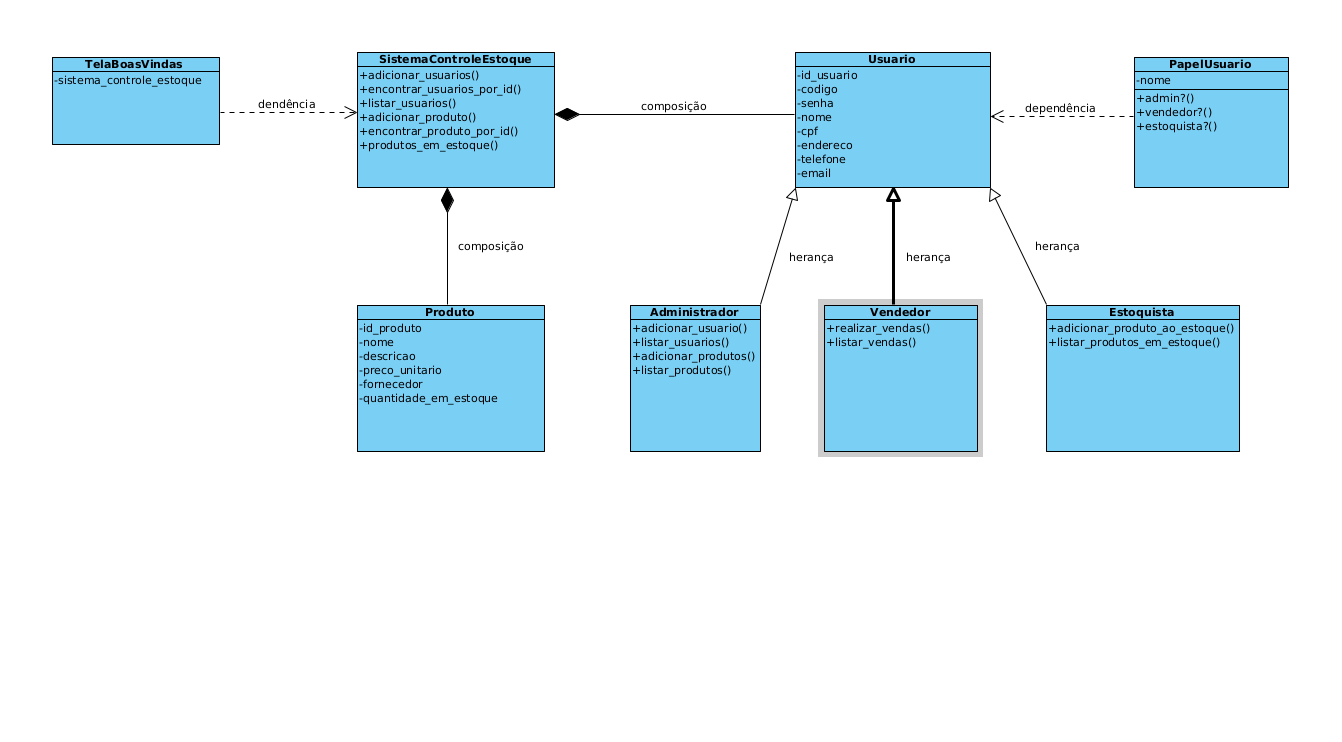 TelaBoasVindas
-sistema_controle_estoque
dendência
SistemaControleEstoque
+adicionar_usuarios()
+encontrar_usuarios_por_id()
+listar_usuarios()
+adicionar_produto()
+encontrar_produto_por_id()
+produtos_em_estoque()
composição
Usuario
-id_usuario
-codigo
-senha
-nome
-cpf
-endereco
-telefone
-email
dependência
PapelUsuario
-nome
+admin?()
+vendedor?()
+estoquista?()
composição
herança
herança
herança
Produto
-id_produto
-nome
-descricao
-preco_unitario
-fornecedor
-quantidade_em_estoque
Administrador
+adicionar_usuario()
+listar_usuarios()
+adicionar_produtos()
+listar_produtos()
Vendedor
+realizar_vendas()
+listar_vendas()
Estoquista
+adicionar_produto_ao_estoque()
+listar_produtos_em_estoque()